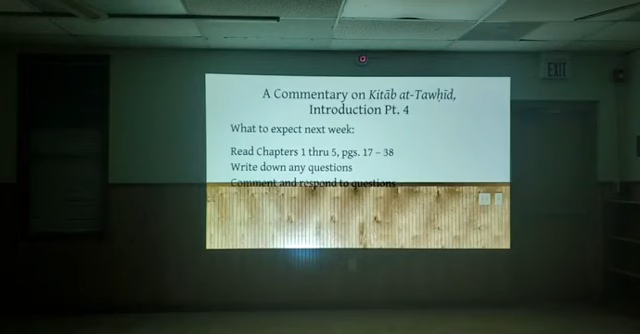 A Commentary on Kitāb at-Tawḥīd,
Introduction Pt. 4
What to expect next week:
Read Chapters 1 thru 5, pgs. 17 – 38
Write down any questions
Comment and respond to questions
EXIT